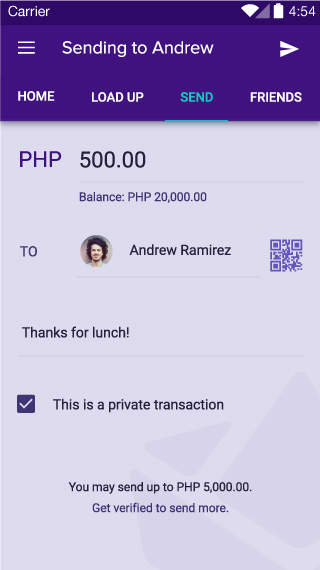 Carrier 4:54
Sending to Andrew
HOME LOAD UP SEND FRIENDS
PHP 500.00
Balance: PHP 20,000.00
TO Andrew Ramirez
Thanks for lunch!
This is a private transaction
You may send up to PHP 5,000.00.
Get verified to send more.